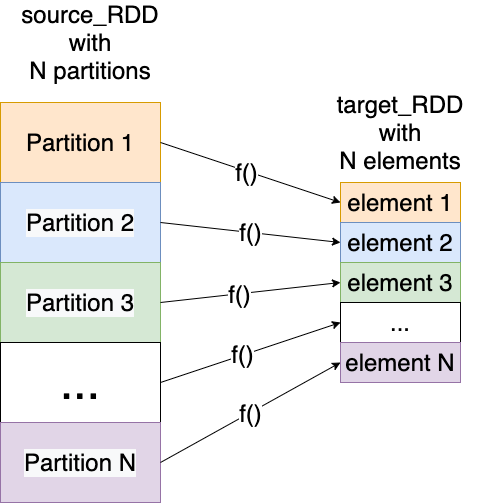 source_RDD
with
N partitions
target_RDD
with
N elements
Partition 1
f()
element 1
Partition 2
f()
element 2
Partition 3
f()
element 3
...
f()
...
Partition N
f()
element N